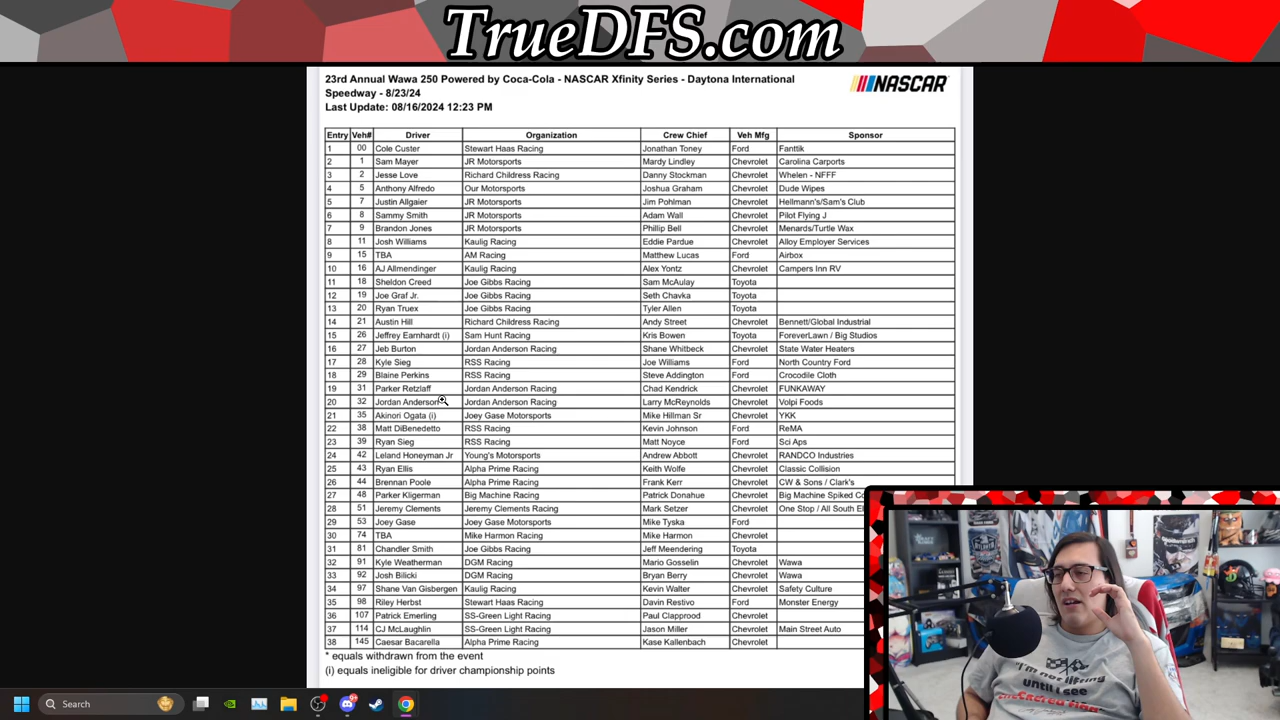 TrueDFS.com
23rd Annual Wawa 250 Powered by Coca-Cola - NASCAR Xfinity Series - Daytona International
Speedway - 8/23/24
Last Update: 08/16/2024 12:23 PM
NASCAR
Entry Veh# Driver Organization Crew Chief Veh Mfg Sponsor
1 00 Cole Custer Stewart Haas Racing Jonathan Toney Ford Fanttik
2 1 Sam Mayer JR Motorsports Mardy Lindley Chevrolet Carolina Carports
3 2 Jesse Love Richard Childress Racing Danny Stockman Chevrolet Whelen - NFFF
4 5 Anthony Alfredo Our Motorsports Joshua Graham Chevrolet Dude Wipes
5 7 Justin Allgaier JR Motorsports Jim Pohlman Chevrolet Hellmann's/Sam's Club
6 8 Sammy Smith JR Motorsports Adam Wall Chevrolet Pilot Flying J
7 9 Brandon Jones JR Motorsports Phillip Bell Chevrolet Menards/Turtle Wax
8 11 Josh Williams Kaulig Racing Eddie Pardue Chevrolet Alloy Employer Services
9 15 TBA AM Racing Matthew Lucas Ford Airbox
10 16 AJ Allmendinger Kaulig Racing Alex Yontz Chevrolet Campers Inn RV
11 18 Sheldon Creed Joe Gibbs Racing Sam McAulay Toyota
12 19 Joe Graf Jr. Joe Gibbs Racing Seth Chavka Toyota
13 20 Ryan Truex Joe Gibbs Racing Tyler Allen Toyota
14 21 Austin Hill Richard Childress Racing Andy Street Chevrolet Bennett/Global Industrial
15 26 Jeffrey Earnhardt (i) Sam Hunt Racing Kris Bowen Toyota ForeverLawn / Big Studios
16 27 Jeb Burton Jordan Anderson Racing Shane Whitbeck Chevrolet State Water Heaters
17 28 Kyle Sieg RSS Racing Joe Williams Ford North Country Ford
18 29 Blaine Perkins RSS Racing Steve Addington Ford Crocodile Cloth
19 31 Parker Retzlaff Jordan Anderson Racing Chad Kendrick Chevrolet FUNKAWAY
20 32 Jordan Anderson Jordan Anderson Racing Larry McReynolds Chevrolet Volpi Foods
21 35 Akinori Ogata (i) Joey Gase Motorsports Mike Hillman Sr Chevrolet YKK
22 38 Matt DiBenedetto RSS Racing Kevin Johnson Ford ReMA
23 39 Ryan Sieg RSS Racing Matt Noyce Ford Sci Aps
24 42 Leland Honeyman Jr Young's Motorsports Andrew Abbott Chevrolet RANDCO Industries
25 43 Ryan Ellis Alpha Prime Racing Keith Wolfe Chevrolet Classic Collision
26 44 Brennan Poole Alpha Prime Racing Frank Kerr Chevrolet CW & Sons / Clark's
27 48 Parker Kligerman Big Machine Racing Patrick Donahue Chevrolet Big Machine Spiked Co
28 51 Jeremy Clements Jeremy Clements Racing Mark Setzer Chevrolet One Stop / All South El
29 53 Joey Gase Joey Gase Motorsports Mike Tyska Ford
30 74 TBA Mike Harmon Racing Mike Harmon Chevrolet
31 81 Chandler Smith Joe Gibbs Racing Jeff Meendering Toyota
32 91 Kyle Weatherman DGM Racing Mario Gosselin Chevrolet Wawa
33 92 Josh Bilicki DGM Racing Bryan Berry Chevrolet Wawa
34 97 Shane Van Gisbergen Kaulig Racing Kevin Walter Chevrolet Safety Culture
35 98 Riley Herbst Stewart Haas Racing Davin Restivo Ford Monster Energy
36 107 Patrick Emerling SS-Green Light Racing Paul Clapprood Chevrolet
37 114 CJ McLaughlin SS-Green Light Racing Jason Miller Chevrolet Main Street Auto
38 145 Caesar Bacarella Alpha Prime Racing Kase Kallenbach Chevrolet
* equals withdrawn from the event
(i) equals ineligible for driver championship points
"I'm not lifting
until I see
Search